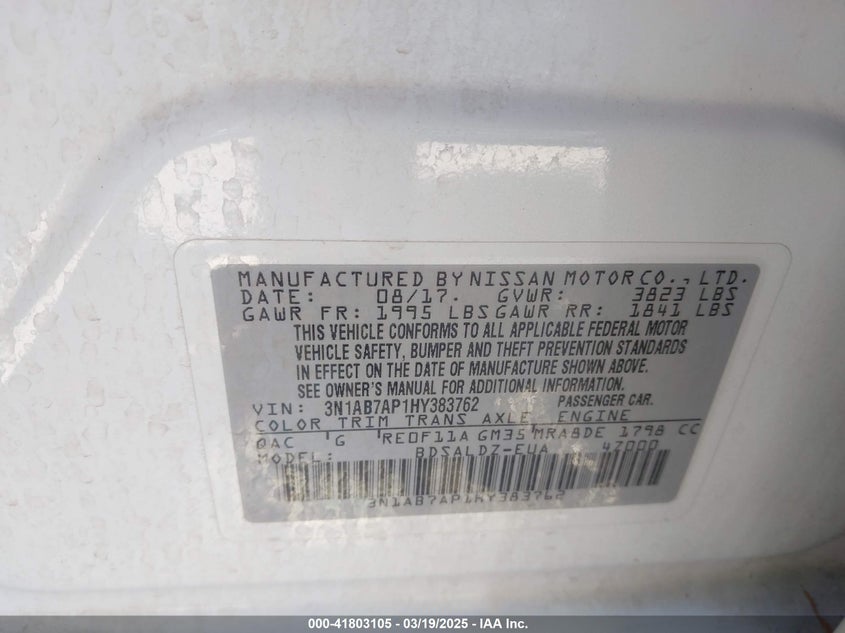 MANUFACTURED BY NISSAN MOTOR CO., LTD.
DATE: 08/17. GVWR: 3823 LBS
GAWR FR: 1995 LBS GAWR RR: 1841 LBS
THIS VEHICLE CONFORMS TO ALL APPLICABLE FEDERAL MOTOR
VEHICLE SAFETY, BUMPER AND THEFT PREVENTION STANDARDS
IN EFFECT ON THE DATE OF MANUFACTURE SHOWN ABOVE.
SEE OWNER'S MANUAL FOR ADDITIONAL INFORMATION.
VIN: 3N1AB7AP1HY383762 PASSENGER CAR.
COLOR TRIM TRANS AXLE ENGINE
QAC G RE0F11A GM35 MRA8DE 1798 CC
MODEL: BDSALDZ-EUA 47000
3N1AB7AP1HY383762
000-41803105 - 03/19/2025 - IAA Inc.